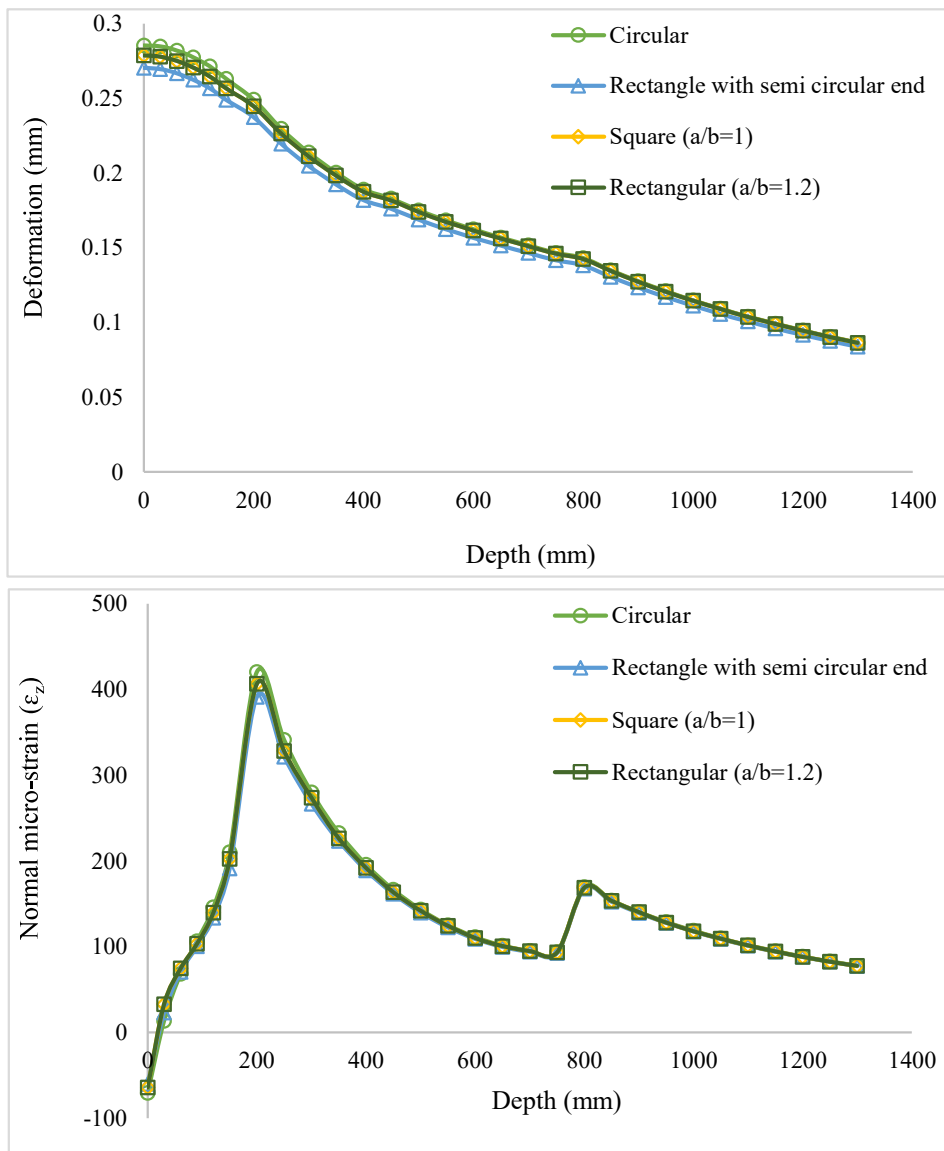 0.3
0.25
0.2
0.15
0.1
0.05
0
Deformation (mm)
Circular
Rectangle with semi circular end
Square (a/b=1)
Rectangular (a/b=1.2)
0 200 400 600 800 1000 1200 1400
Depth (mm)
500
400
300
200
100
0
-100
Normal micro-strain (εz)
Circular
Rectangle with semi circular end
Square (a/b=1)
Rectangular (a/b=1.2)
0 200 400 600 800 1000 1200 1400
Depth (mm)